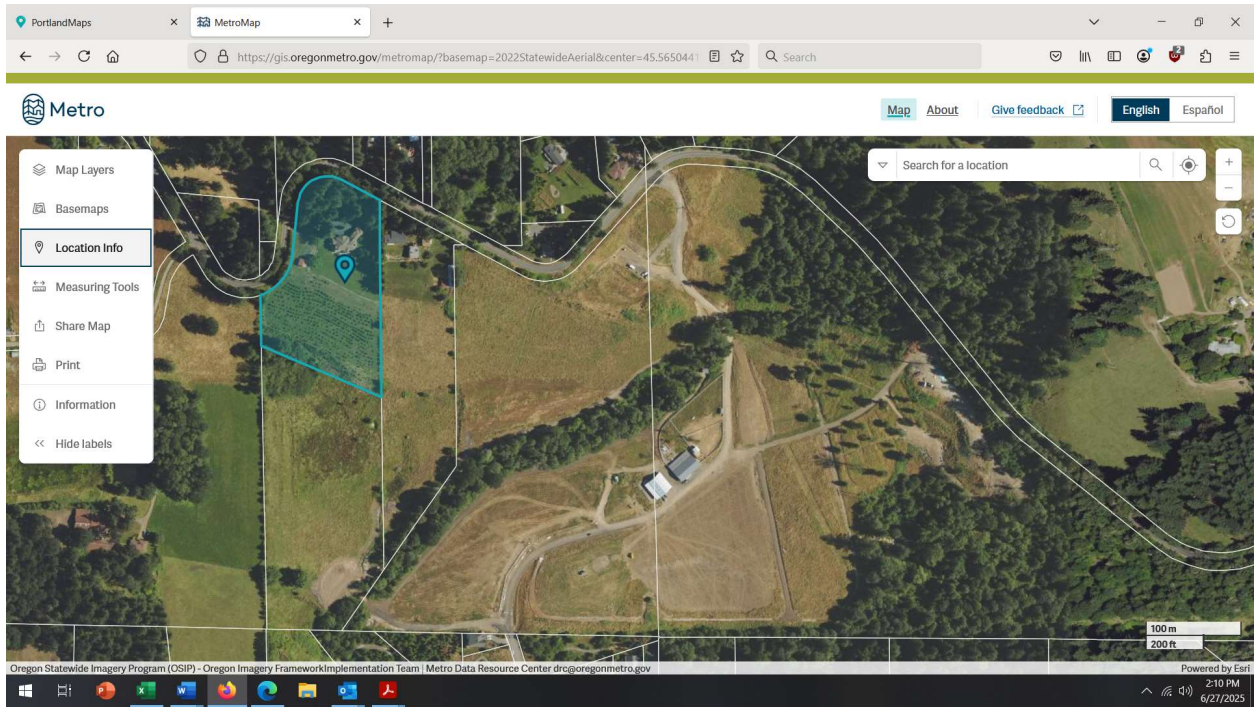 PortlandMaps
MetroMap
https://gis.oregonmetro.gov/metromap/?basemap=2022StatewideAerial&center=45.5650441
Search
Metro
Map
About
Give feedback
English
Español
Map Layers
Basemaps
Location Info
Measuring Tools
Share Map
Print
Information
Hide labels
Search for a location
100 m
200 ft
Oregon Statewide Imagery Program (OSIP) - Oregon Imagery FrameworkImplementation Team | Metro Data Resource Center drc@oregonmetro.gov
Powered by Esri
2:10 PM
6/27/2025